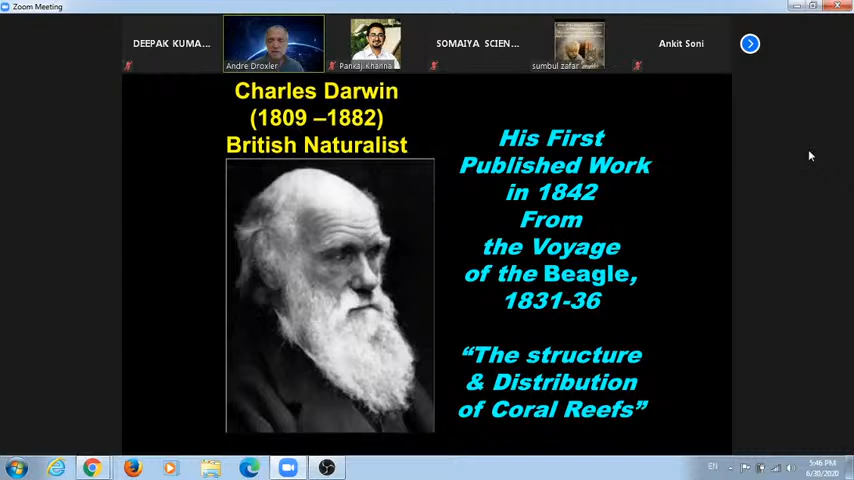 Zoom Meeting
DEEPAK KUMA...
Andre Droxler
Pankaj Khanna
SOMAIYA SCIEN...
sumbul zafar
Ankit Soni
Charles Darwin
(1809 –1882)
British Naturalist
His First
Published Work
in 1842
From
the Voyage
of the Beagle,
1831-36
“The structure
& Distribution
of Coral Reefs”
EN
5:46 PM
6/30/2020